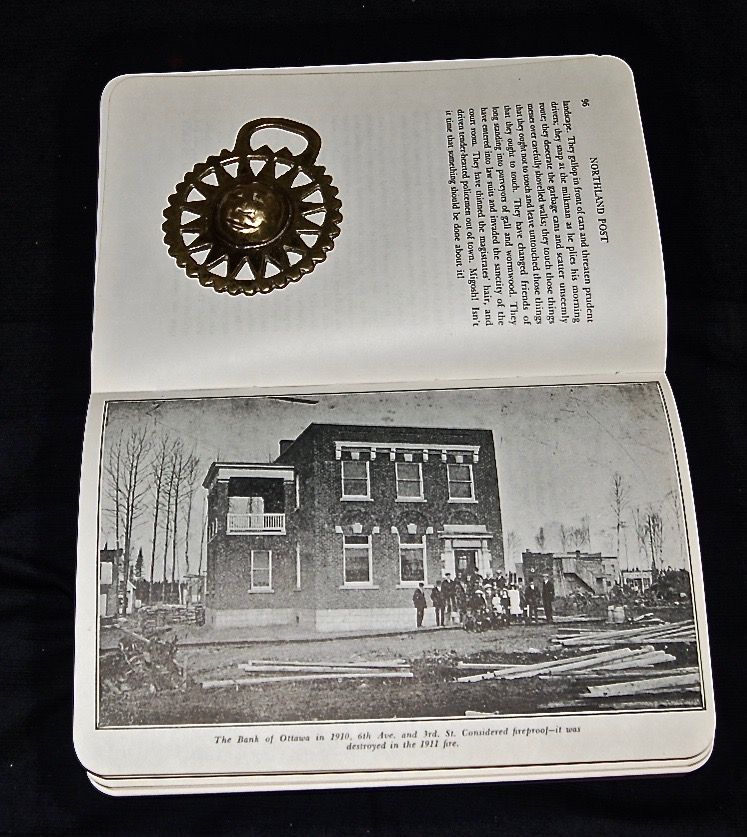 96 NORTHLAND POST
landscape. They gallop in front of cars and threaten prudent
drivers; they snap at the milkman as he plies his morning
route; they desecrate the garbage cans and scatter unseemly
messes over carefully shovelled walks; they touch those things
that they ought not to touch and leave untouched those things
that they ought to touch. They have changed friends of
long standing into purveyors of gall and wormwood. They
have entered into law suits and invaded the sanctity of the
court room. They have thinned the magistrates' hair, and
driven tender-hearted policemen out of town. Migosh! Isn't
it time that something should be done about it!
The Bank of Ottawa in 1910, 6th Ave. and 3rd. St. Considered fireproof—it was
destroyed in the 1911 fire.